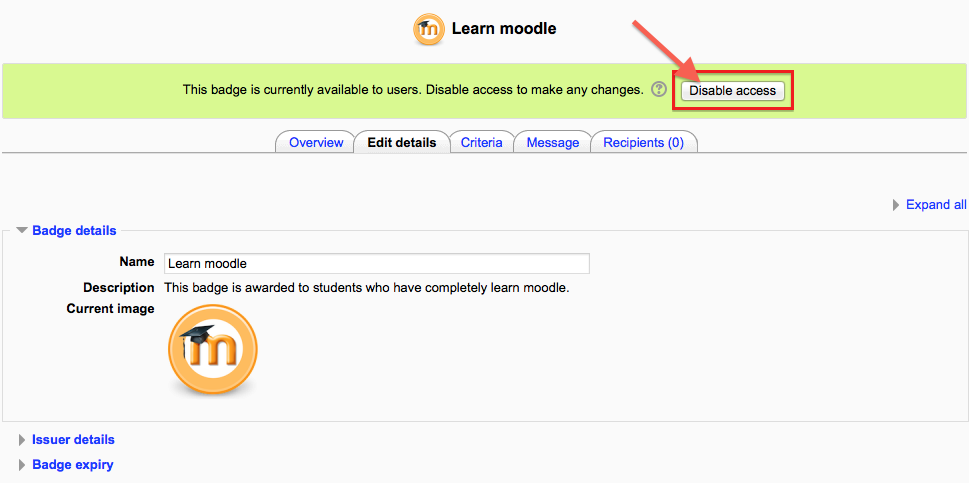 Learn moodle
This badge is currently available to users. Disable access to make any changes. ? Disable access
Overview Edit details Criteria Message Recipients (0)
Expand all
Badge details
Name Learn moodle
Description This badge is awarded to students who have completely learn moodle.
Current image
m
Issuer details
Badge expiry